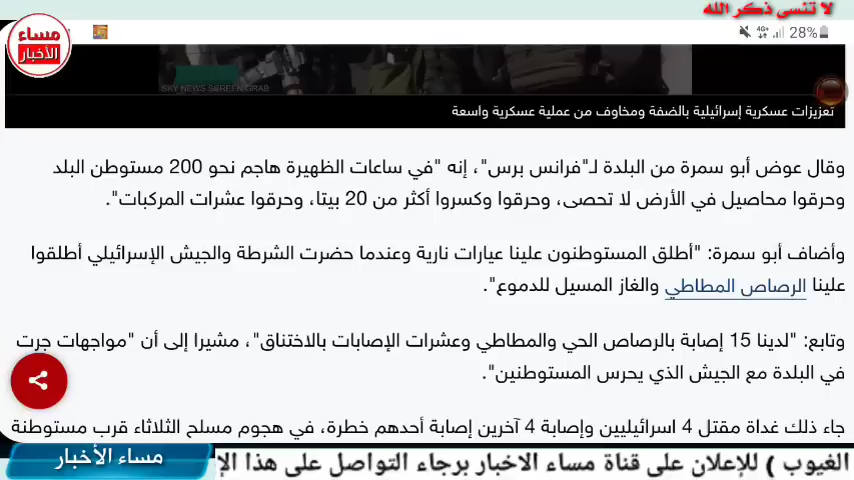 لا تنسى ذكر الله
مساء
الأخبار
4G+
28%
SKY NEWS SCREEN GRAB
تعزيزات عسكرية إسرائيلية بالضفة ومخاوف من عملية عسكرية واسعة
وقال عوض أبو سمرة من البلدة لـ"فرانس برس"، إنه "في ساعات الظهيرة هاجم نحو 200 مستوطن البلد
وحرقوا محاصيل في الأرض لا تحصى، وحرقوا وكسروا أكثر من 20 بيتا، وحرقوا عشرات المركبات".
وأضاف أبو سمرة: "أطلق المستوطنون علينا عيارات نارية وعندما حضرت الشرطة والجيش الإسرائيلي أطلقوا
علينا الرصاص المطاطي والغاز المسيل للدموع".
وتابع: "لدينا 15 إصابة بالرصاص الحي والمطاطي وعشرات الإصابات بالاختناق"، مشيرا إلى أن "مواجهات جرت
في البلدة مع الجيش الذي يحرس المستوطنين".
جاء ذلك غداة مقتل 4 اسرائيليين وإصابة 4 آخرين إصابة أحدهم خطرة، في هجوم مسلح الثلاثاء قرب مستوطنة
الغيوب ) للإعلان على قناة مساء الاخبار برجاء التواصل على هذا الإ
مساء الأخبار